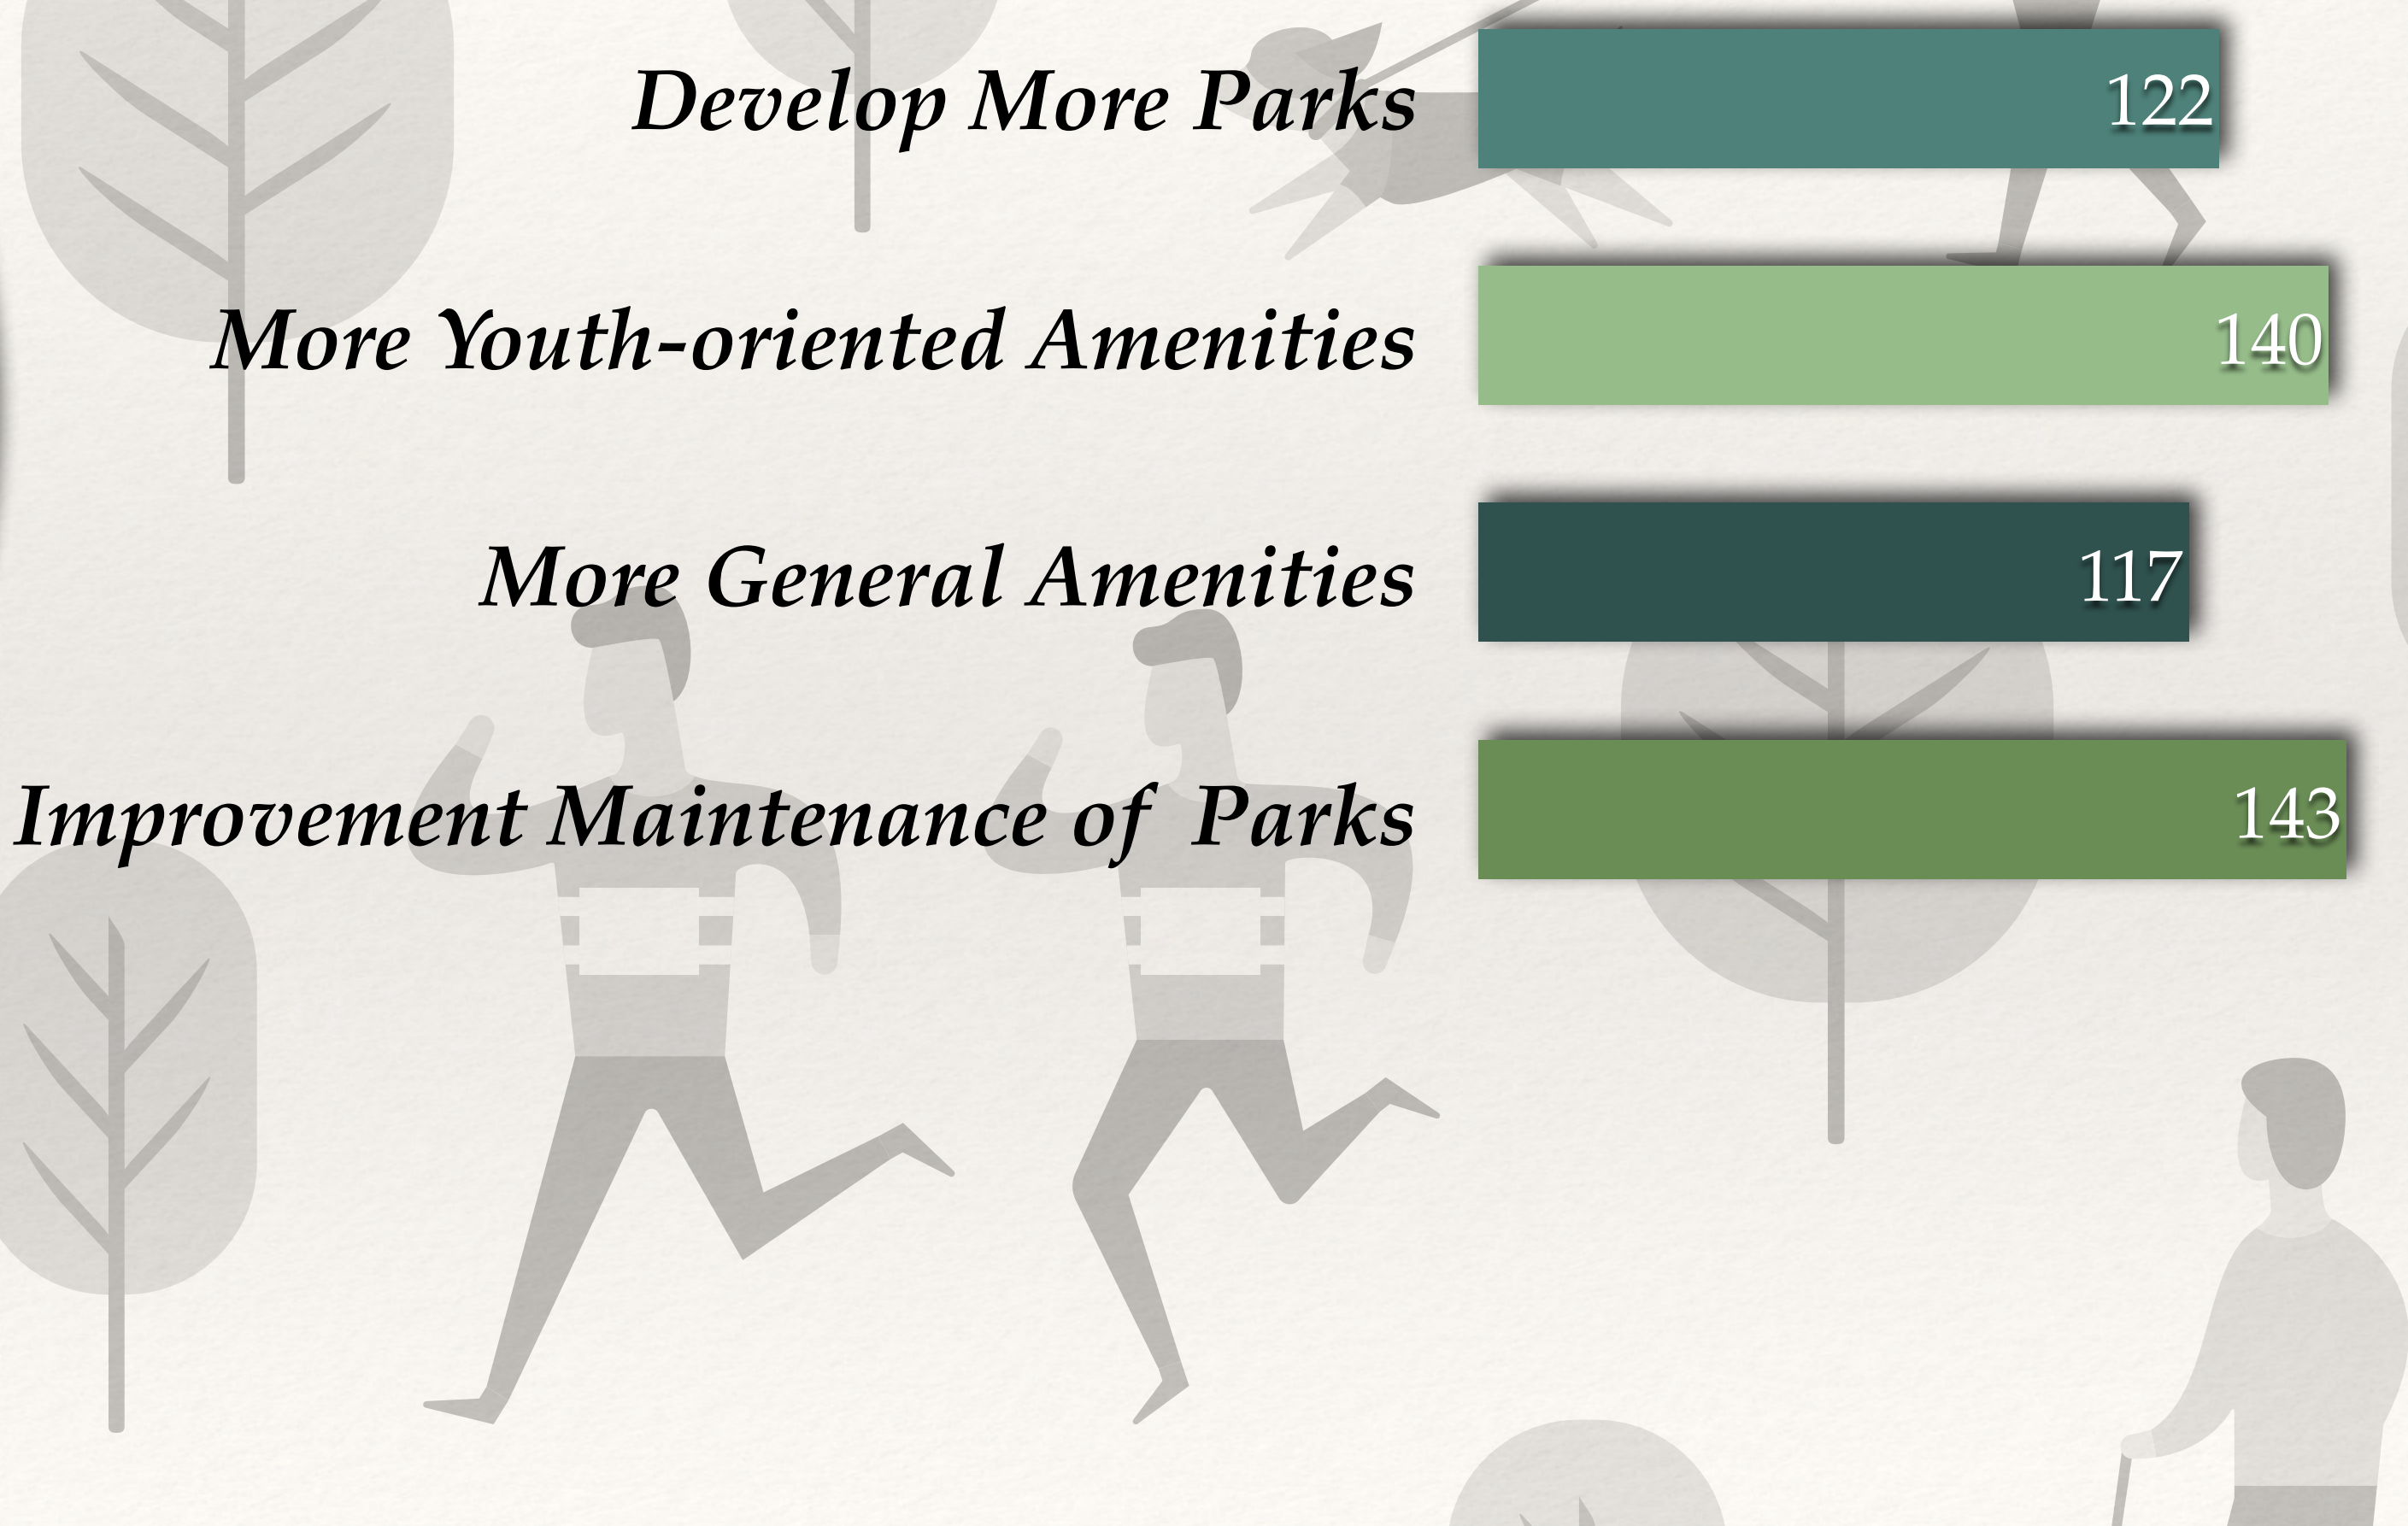 Develop More Parks 122
More Youth-oriented Amenities 140
More General Amenities 117
Improvement Maintenance of  Parks 143